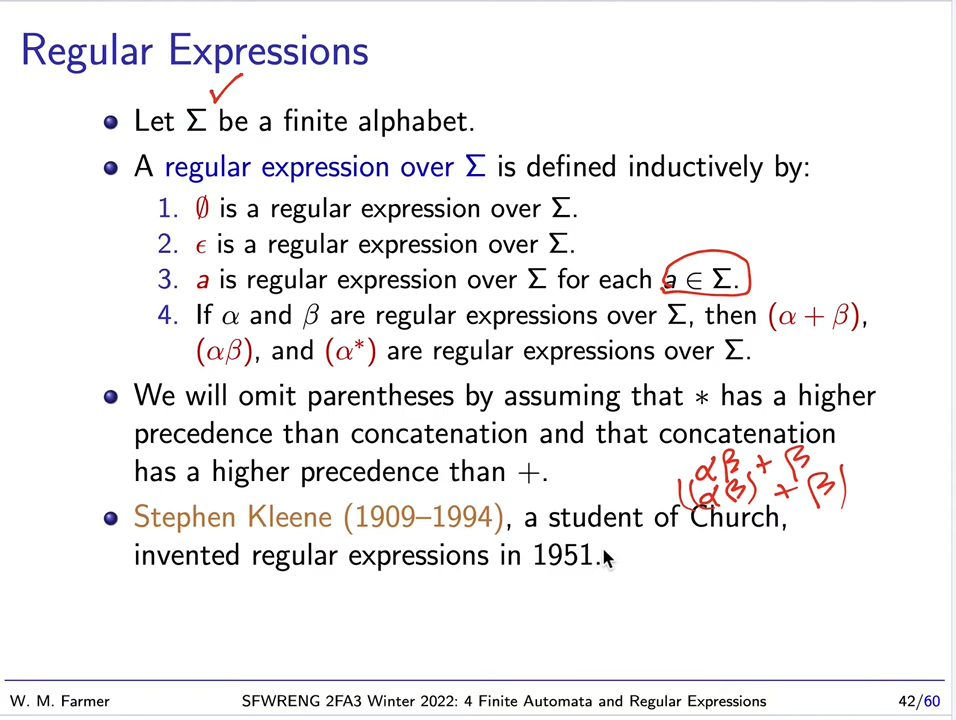 Regular Expressions
Let Σ be a finite alphabet.
A regular expression over Σ is defined inductively by:
1. ∅ is a regular expression over Σ.
2. ϵ is a regular expression over Σ.
3. a is regular expression over Σ for each a ∈ Σ.
4. If α and β are regular expressions over Σ, then (α + β),
(αβ), and (α*) are regular expressions over Σ.
We will omit parentheses by assuming that ∗ has a higher
precedence than concatenation and that concatenation
has a higher precedence than +.
αβ + β
((αβ) + β)
Stephen Kleene (1909–1994), a student of Church,
invented regular expressions in 1951.
W. M. Farmer SFWRENG 2FA3 Winter 2022: 4 Finite Automata and Regular Expressions 42/60